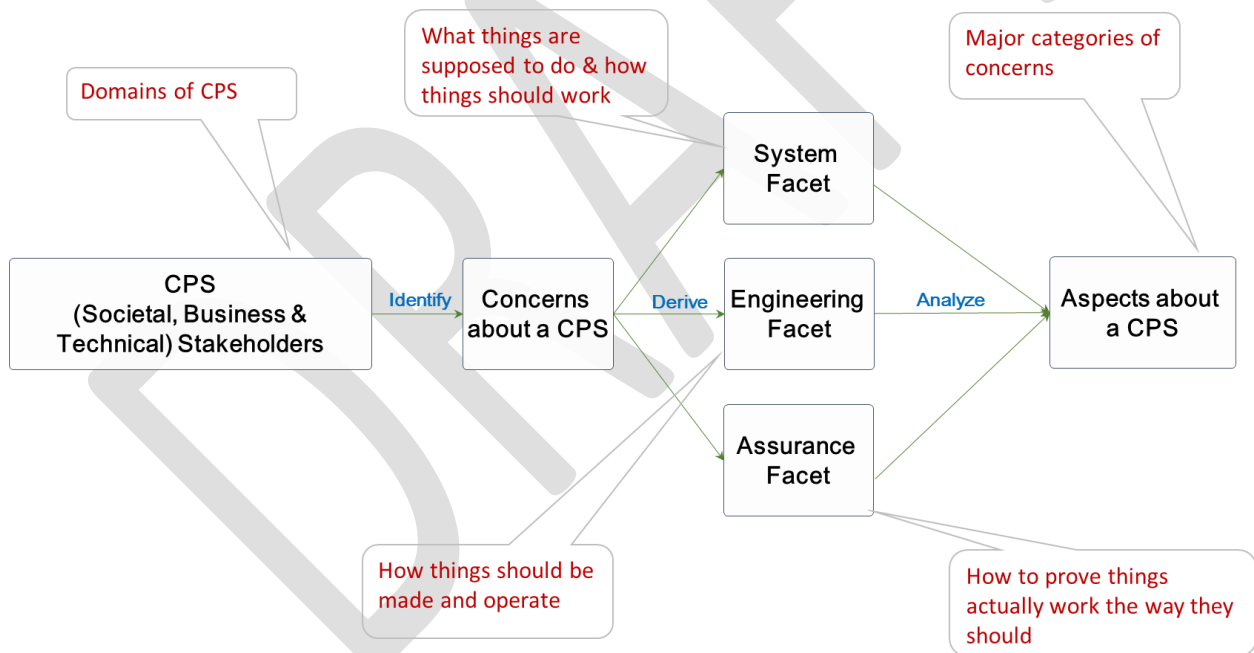 What things are
supposed to do & how
things should work
Major categories of
concerns
Domains of CPS
System
Facet
CPS
(Societal, Business &
Technical) Stakeholders
Identify
Concerns
about a CPS
Derive
Engineering
Facet
Analyze
Aspects about
a CPS
Assurance
Facet
How things should be
made and operate
How to prove things
actually work the way they
should
DRAF